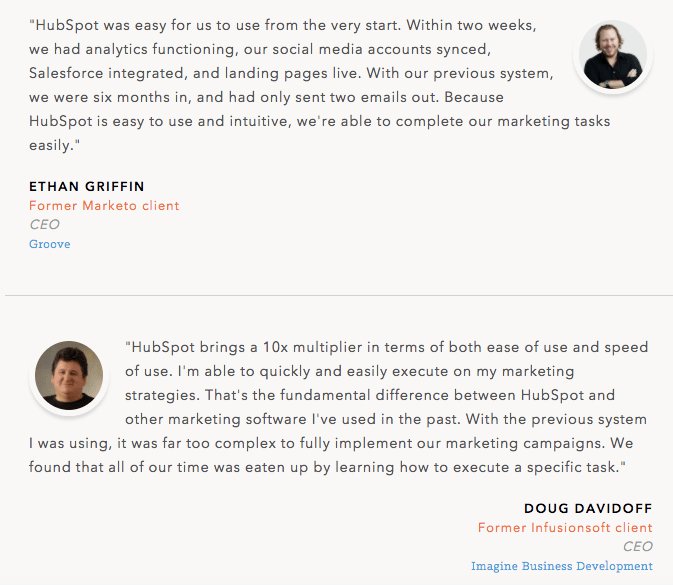 "HubSpot was easy for us to use from the very start. Within two weeks,
we had analytics functioning, our social media accounts synced,
Salesforce integrated, and landing pages live. With our previous system,
we were six months in, and had only sent two emails out. Because
HubSpot is easy to use and intuitive, we're able to complete our marketing tasks
easily."
ETHAN GRIFFIN
Former Marketo client
CEO
Groove
"HubSpot brings a 10x multiplier in terms of both ease of use and speed
of use. I'm able to quickly and easily execute on my marketing
strategies. That's the fundamental difference between HubSpot and
other marketing software I've used in the past. With the previous system
I was using, it was far too complex to fully implement our marketing campaigns. We
found that all of our time was eaten up by learning how to execute a specific task."
DOUG DAVIDOFF
Former Infusionsoft client
CEO
Imagine Business Development